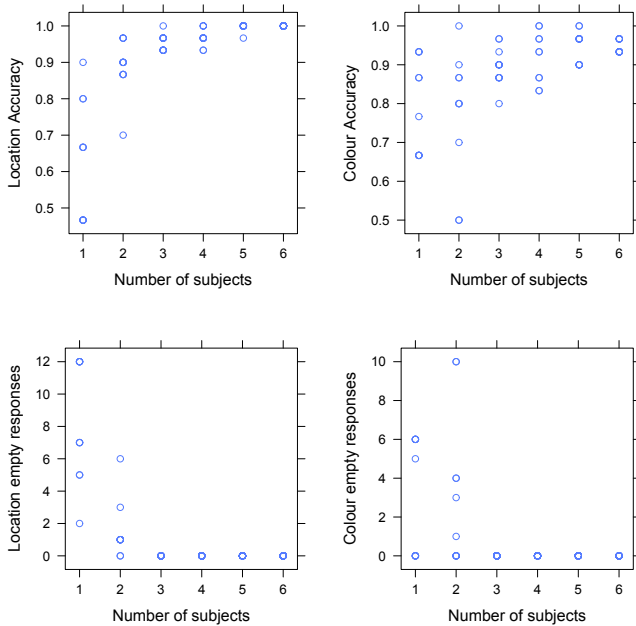 Location Accuracy
1.0
0.9
0.8
0.7
0.6
0.5
1 2 3 4 5 6
Number of subjects
Colour Accuracy
1.0
0.9
0.8
0.7
0.6
0.5
1 2 3 4 5 6
Number of subjects
Location empty responses
12
10
8
6
4
2
0
1 2 3 4 5 6
Number of subjects
Colour empty responses
10
8
6
4
2
0
1 2 3 4 5 6
Number of subjects